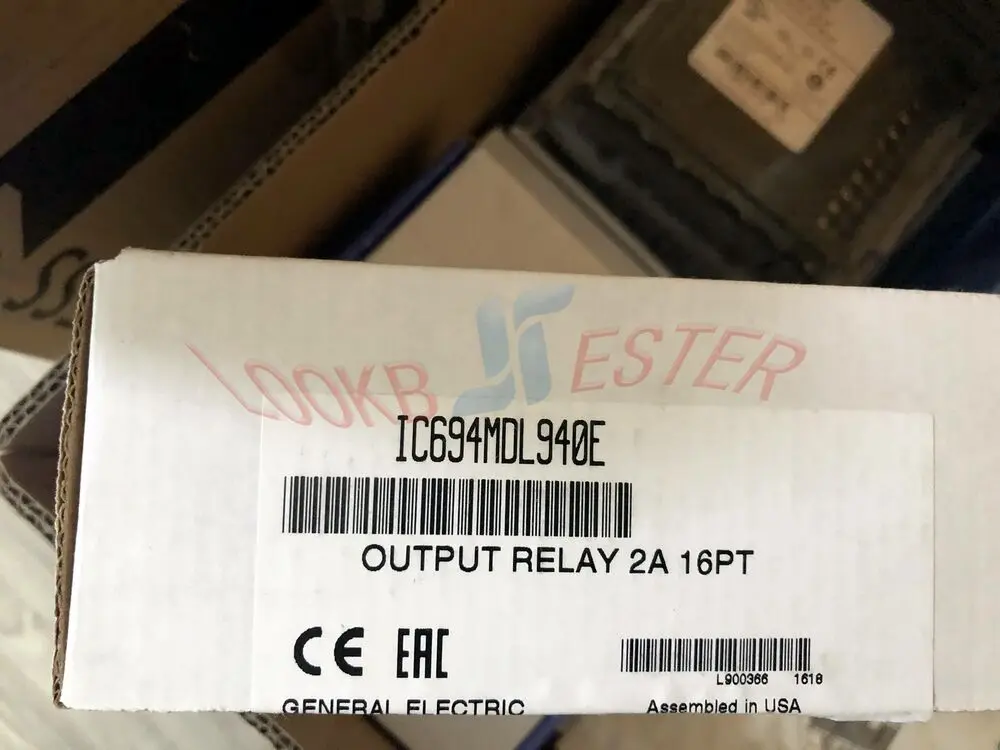 LOOKB ESTER
IC694MDL940E
OUTPUT RELAY 2A 16PT
CE EAC
L900366 1618
GENERAL ELECTRIC
Assembled in USA